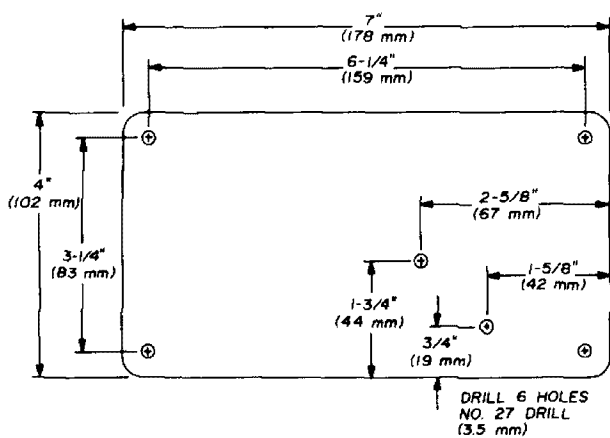 7"
(178 mm)
6-1/4"
(159 mm)
4"
(102 mm)
3-1/4"
(83 mm)
2-5/8"
(67 mm)
1-5/8"
(42 mm)
1-3/4"
(44 mm)
3/4"
(19 mm)
DRILL 6 HOLES
NO. 27 DRILL
(3.5 mm)